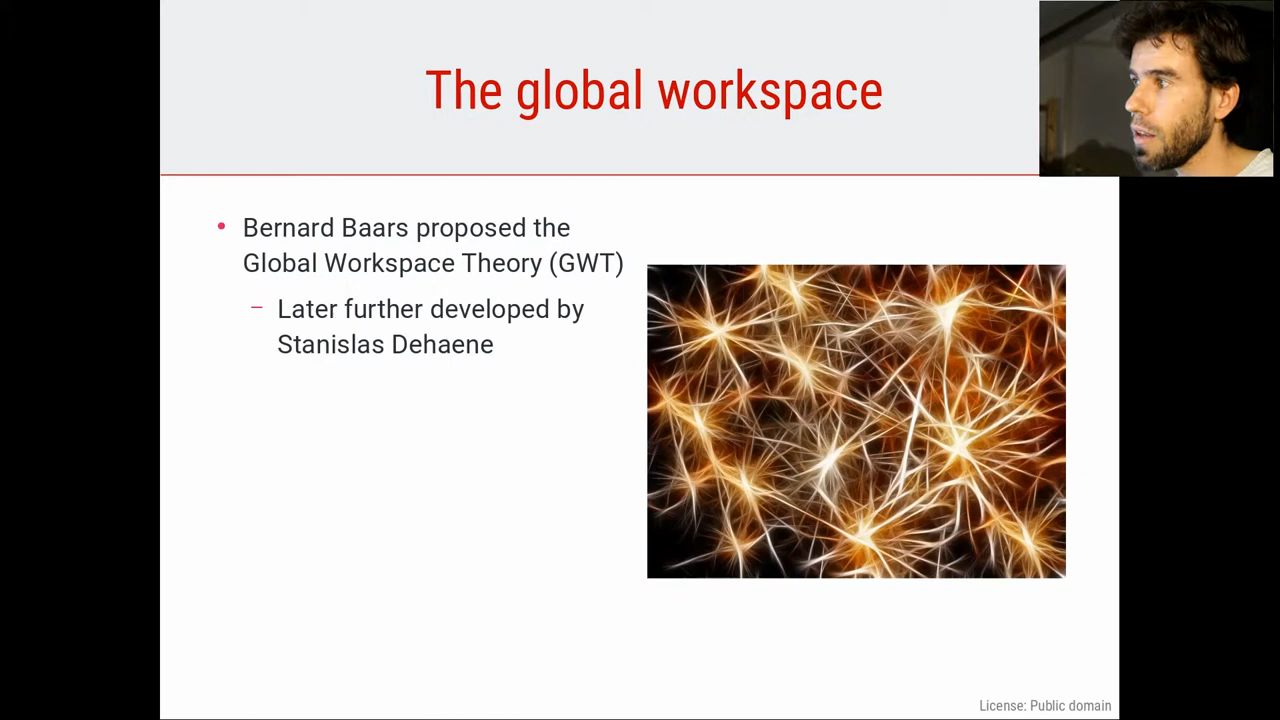 The global workspace
Bernard Baars proposed the
Global Workspace Theory (GWT)
Later further developed by
Stanislas Dehaene
License: Public domain